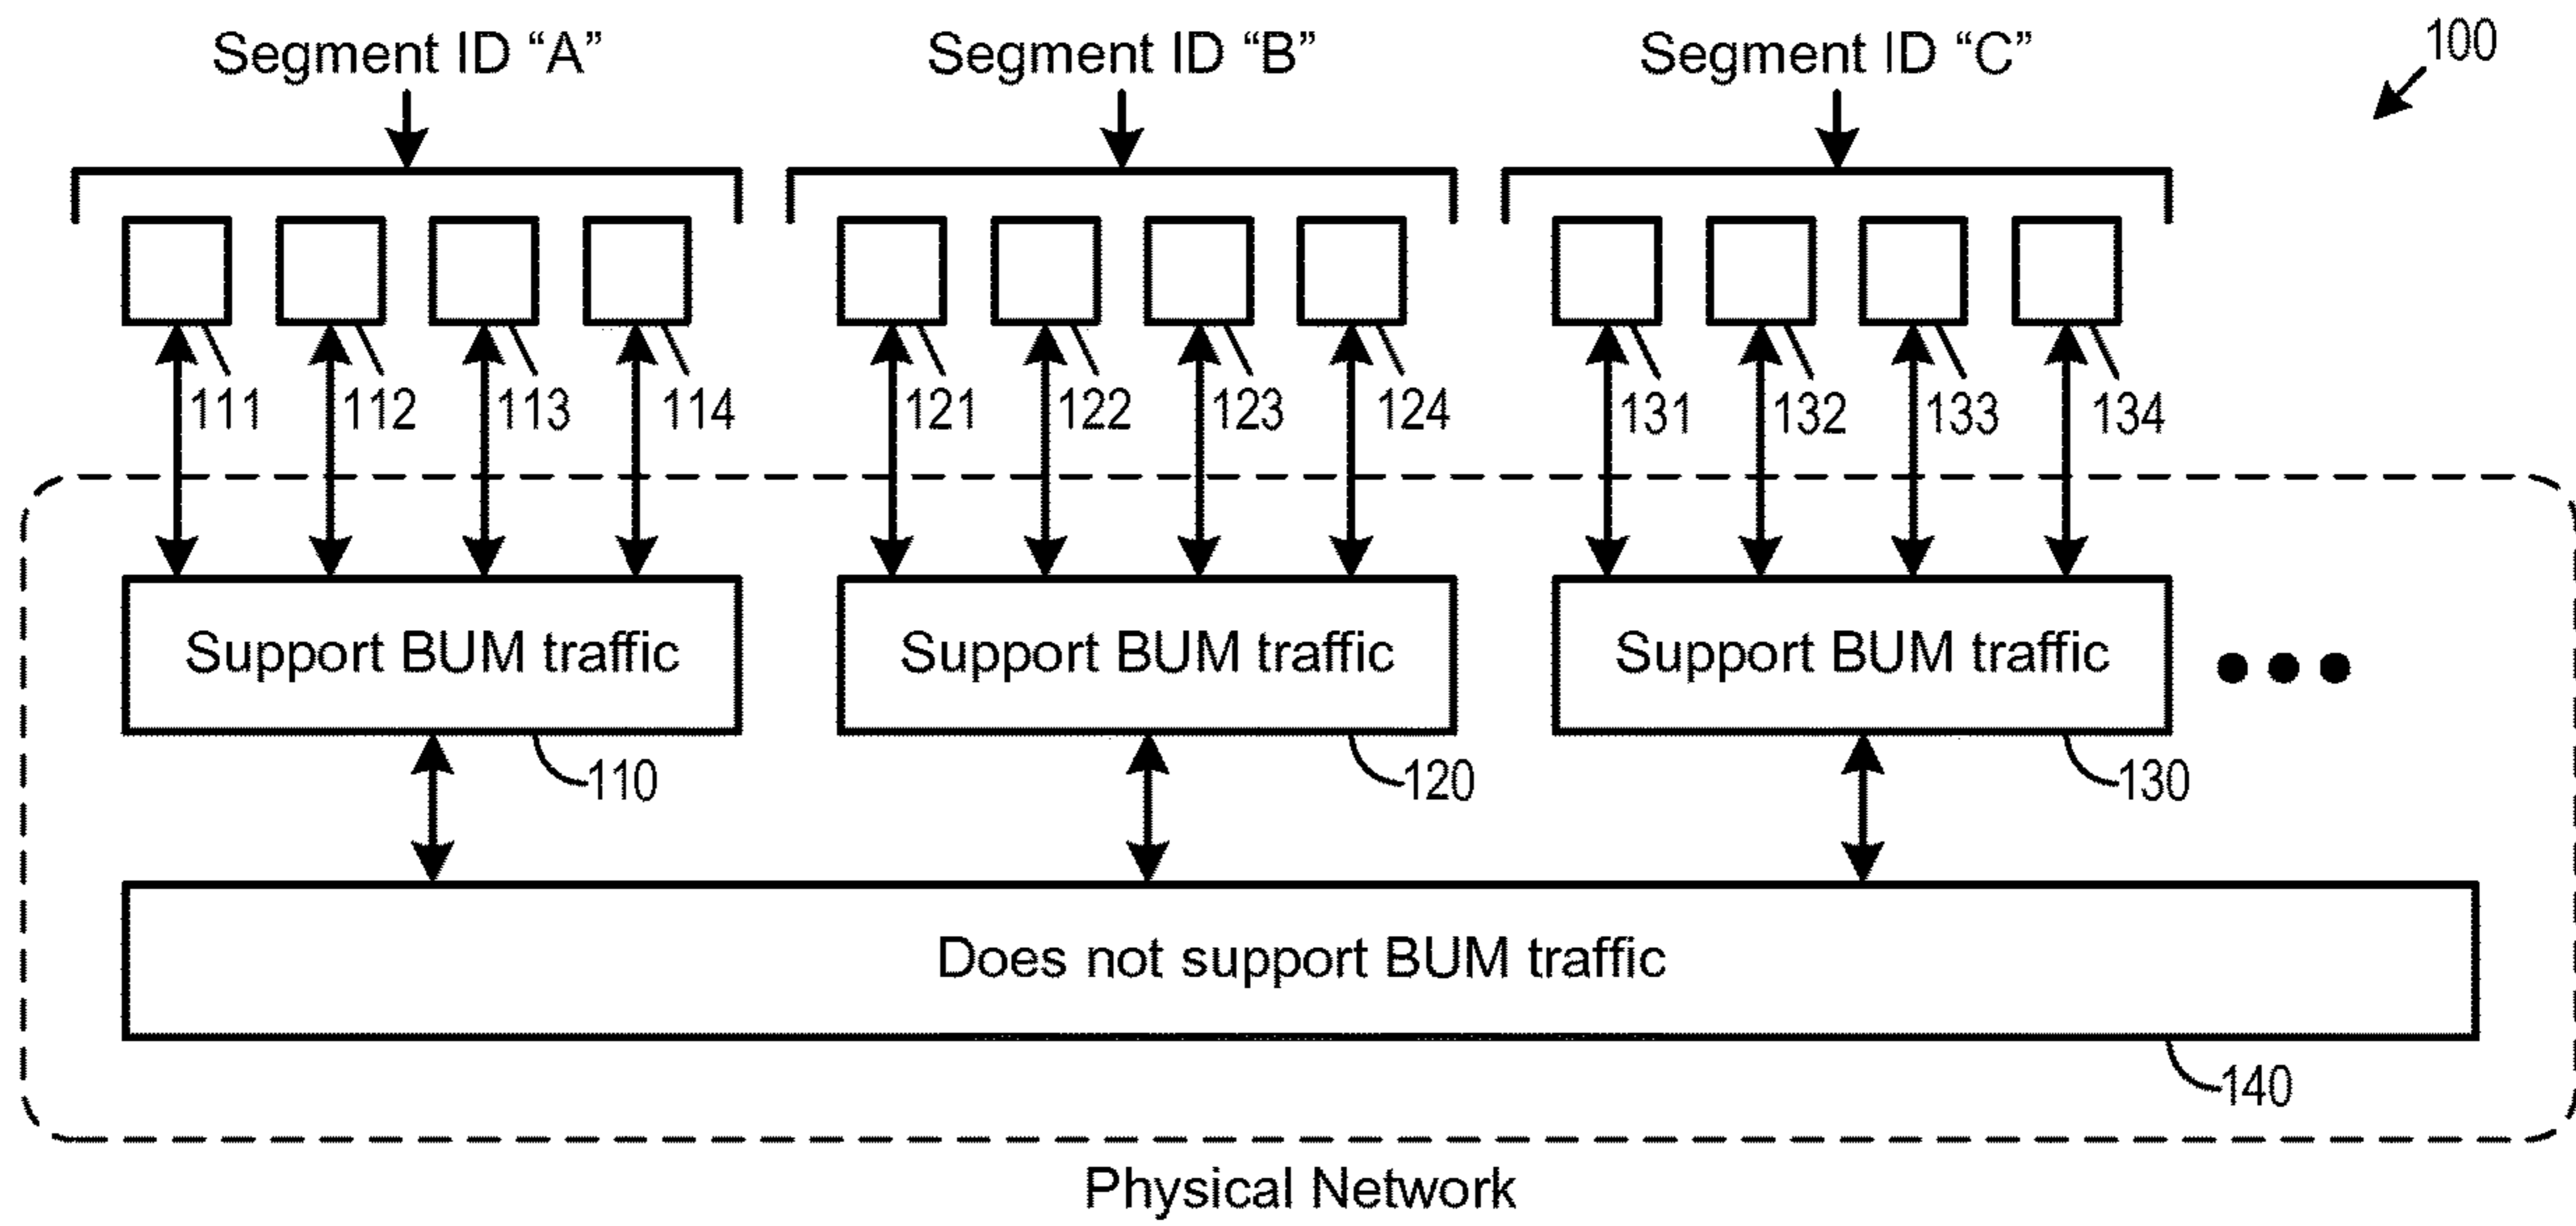 Segment ID “A” Segment ID “B” Segment ID “C” 100
111 112 113 114 121 122 123 124 131 132 133 134
Support BUM traffic Support BUM traffic Support BUM traffic
110 120 130
Does not support BUM traffic
140
Physical Network